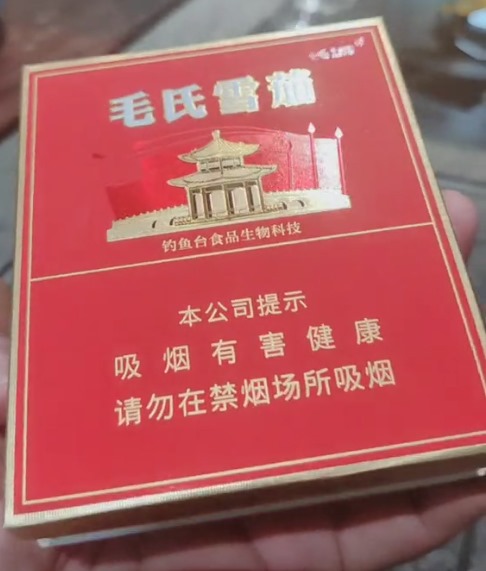 毛氏雪茄
钓鱼台食品生物科技
本公司提示
吸烟有害健康
请勿在禁烟场所吸烟